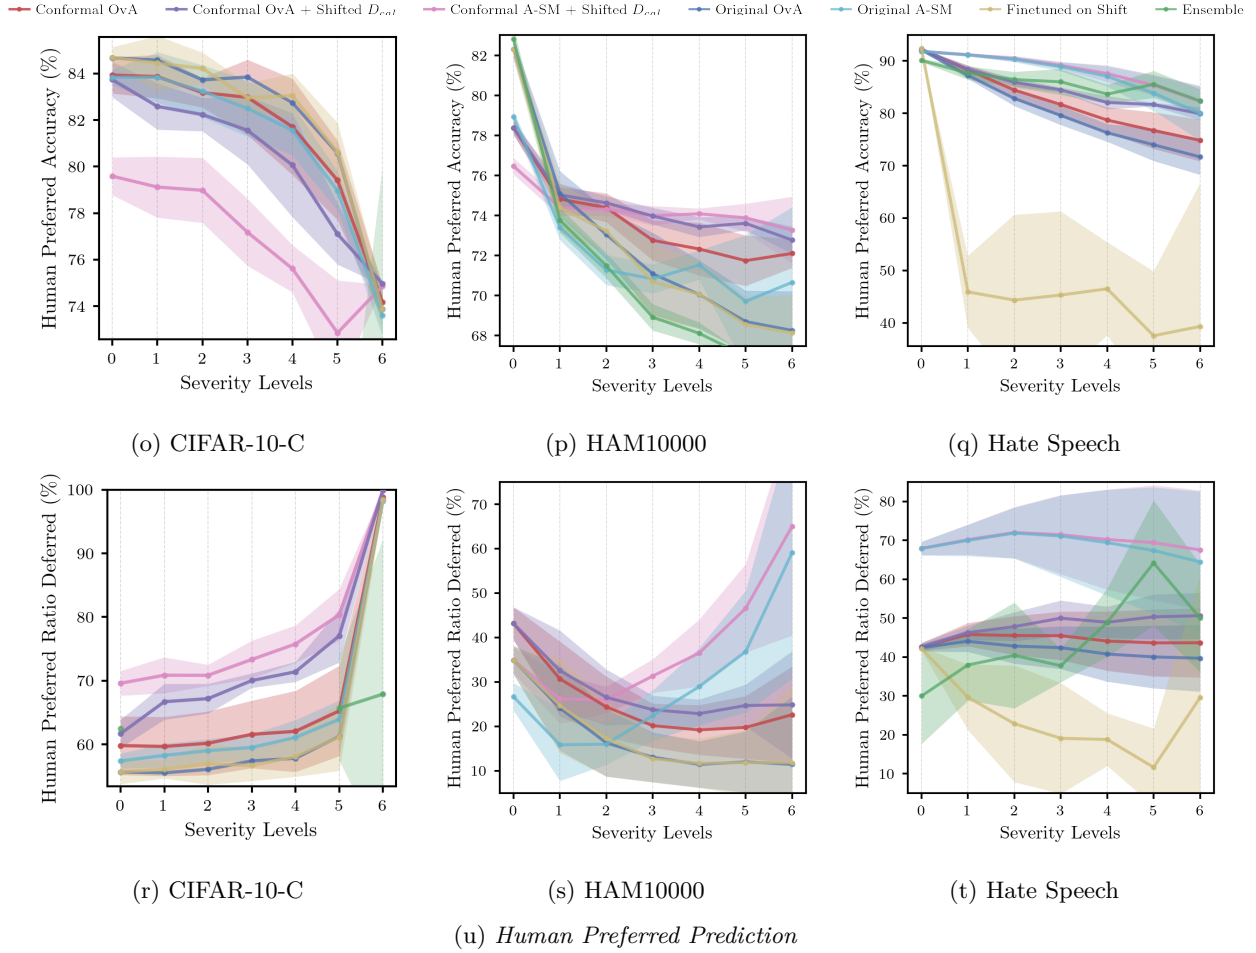 Conformal OvA Conformal OvA + Shifted D_cal Conformal A-SM + Shifted D_cal Original OvA Original A-SM Finetuned on Shift Ensemble
Human Preferred Accuracy (%)
84
82
80
78
76
74
0 1 2 3 4 5 6
Severity Levels
(o) CIFAR-10-C
Human Preferred Accuracy (%)
82
80
78
76
74
72
70
68
0 1 2 3 4 5 6
Severity Levels
(p) HAM10000
Human Preferred Accuracy (%)
90
80
70
60
50
40
0 1 2 3 4 5 6
Severity Levels
(q) Hate Speech
Human Preferred Ratio Deferred (%)
100
90
80
70
60
0 1 2 3 4 5 6
Severity Levels
(r) CIFAR-10-C
Human Preferred Ratio Deferred (%)
70
60
50
40
30
20
10
0 1 2 3 4 5 6
Severity Levels
(s) HAM10000
Human Preferred Ratio Deferred (%)
80
70
60
50
40
30
20
10
0 1 2 3 4 5 6
Severity Levels
(t) Hate Speech
(u) Human Preferred Prediction